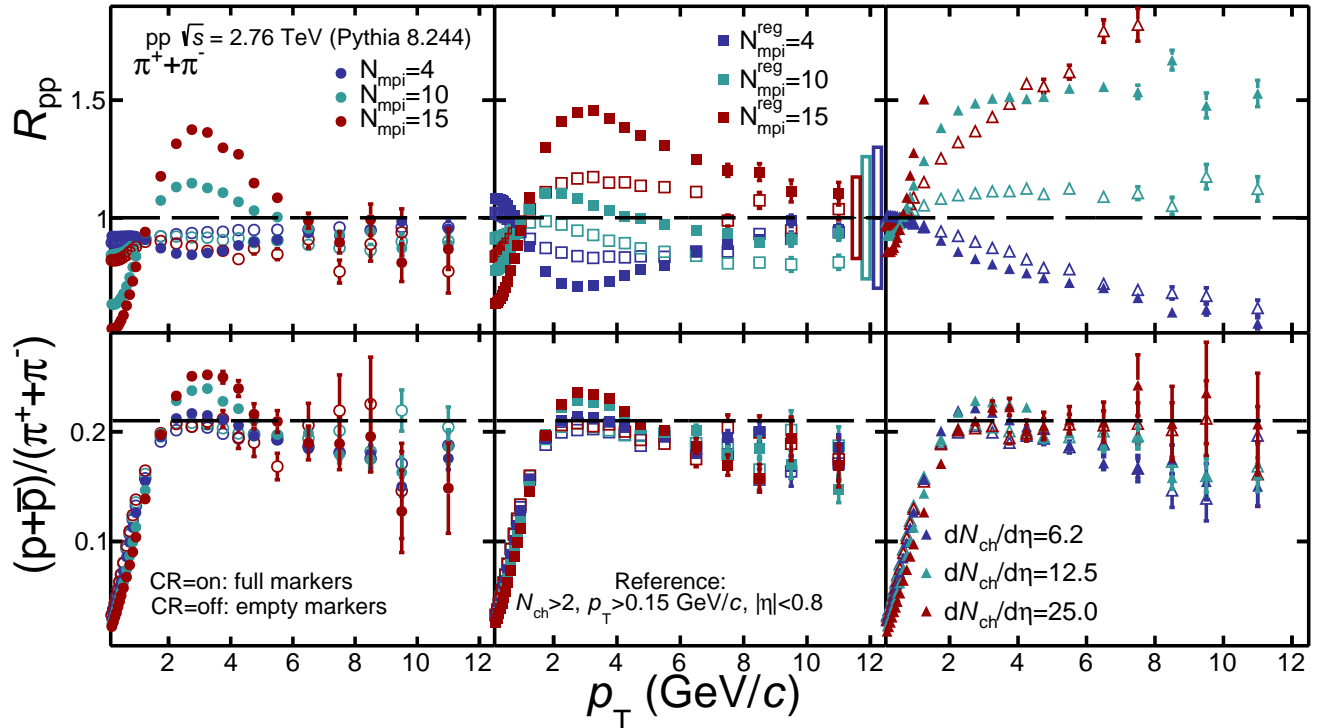 pp √s = 2.76 TeV (Pythia 8.244)
π⁺+π⁻
N_mpi=4
N_mpi=10
N_mpi=15
N_mpi^reg=4
N_mpi^reg=10
N_mpi^reg=15
R_pp
1.5
1
(p+p̅)/(π⁺+π⁻)
0.2
0.1
CR=on: full markers
CR=off: empty markers
Reference:
N_ch>2, p_T>0.15 GeV/c, |η|<0.8
dN_ch/dη=6.2
dN_ch/dη=12.5
dN_ch/dη=25.0
2 4 6 8 10 12 2 4 6 8 10 12 2 4 6 8 10 12
p_T (GeV/c)